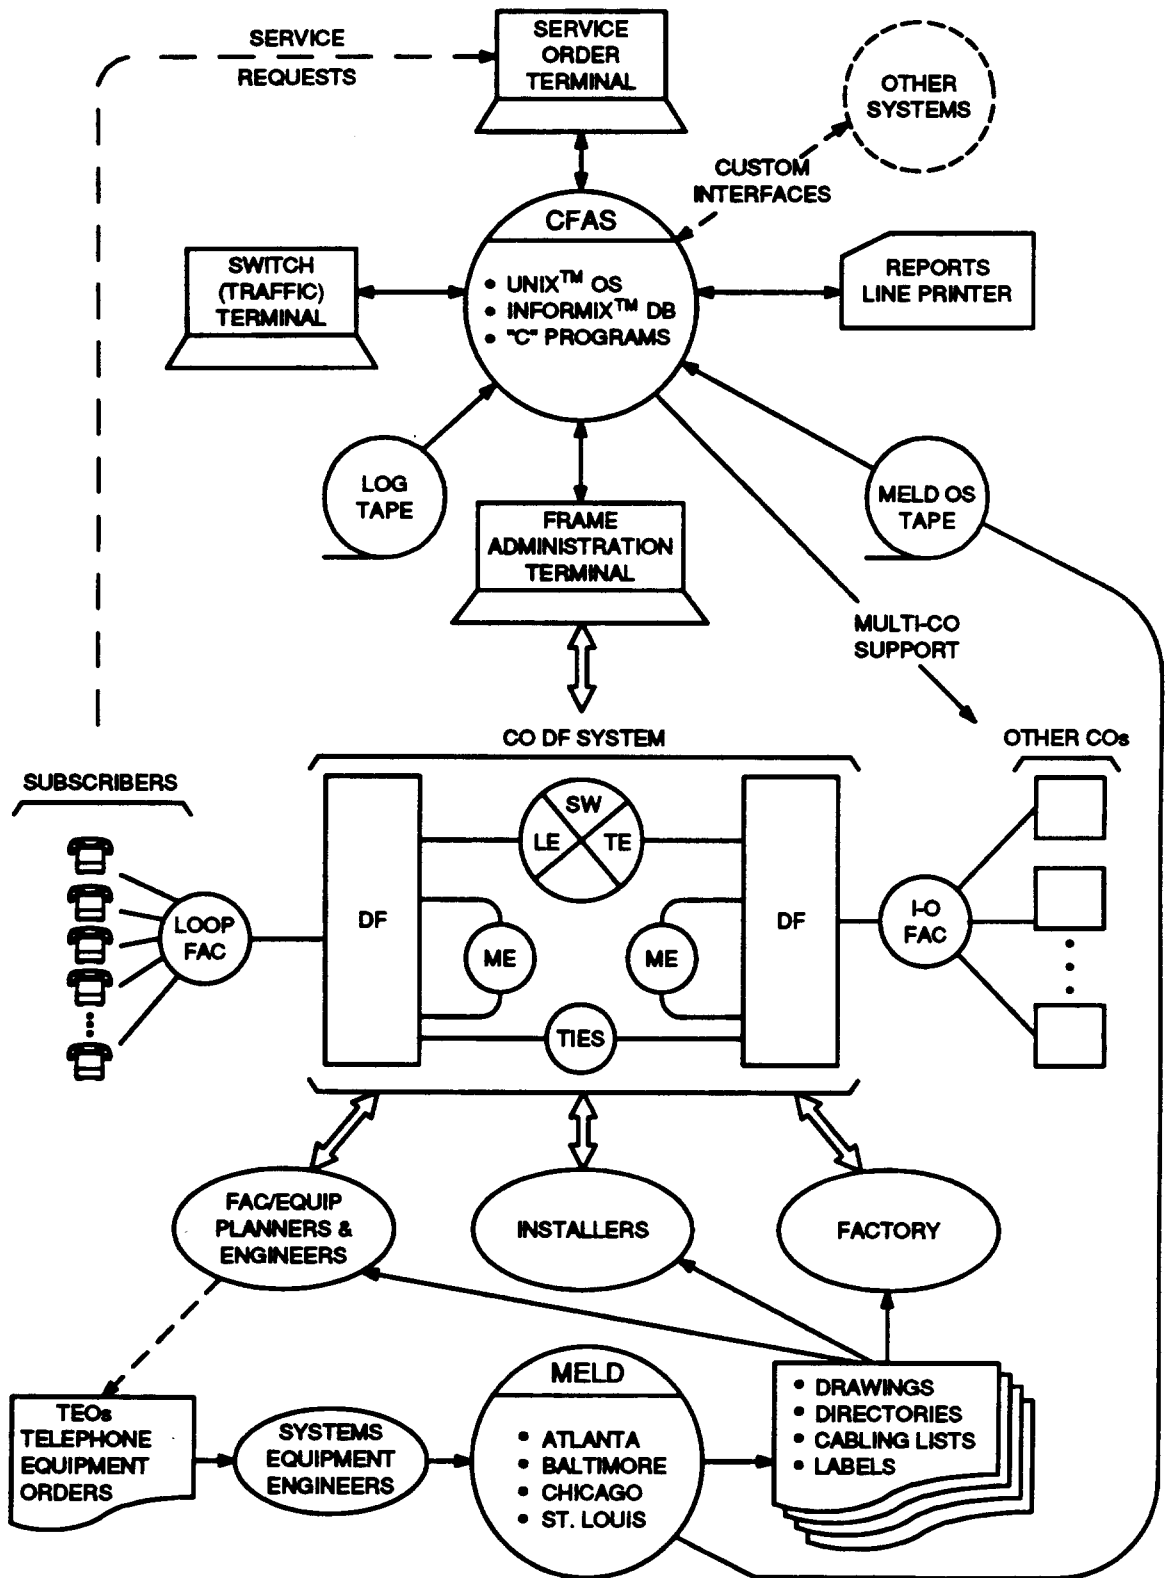 SERVICE
REQUESTS
SERVICE
ORDER
TERMINAL
OTHER
SYSTEMS
CUSTOM
INTERFACES
CFAS
• UNIX™ OS
• INFORMIX™ DB
• "C" PROGRAMS
SWITCH
(TRAFFIC)
TERMINAL
REPORTS
LINE PRINTER
LOG
TAPE
FRAME
ADMINISTRATION
TERMINAL
MELD OS
TAPE
MULTI-CO
SUPPORT
CO DF SYSTEM
OTHER COs
SUBSCRIBERS
SW
LE
TE
LOOP
FAC
DF
ME
ME
DF
I-O
FAC
TIES
FAC/EQUIP
PLANNERS &
ENGINEERS
INSTALLERS
FACTORY
TEOs
TELEPHONE
EQUIPMENT
ORDERS
SYSTEMS
EQUIPMENT
ENGINEERS
MELD
• ATLANTA
• BALTIMORE
• CHICAGO
• ST. LOUIS
• DRAWINGS
• DIRECTORIES
• CABLING LISTS
• LABELS